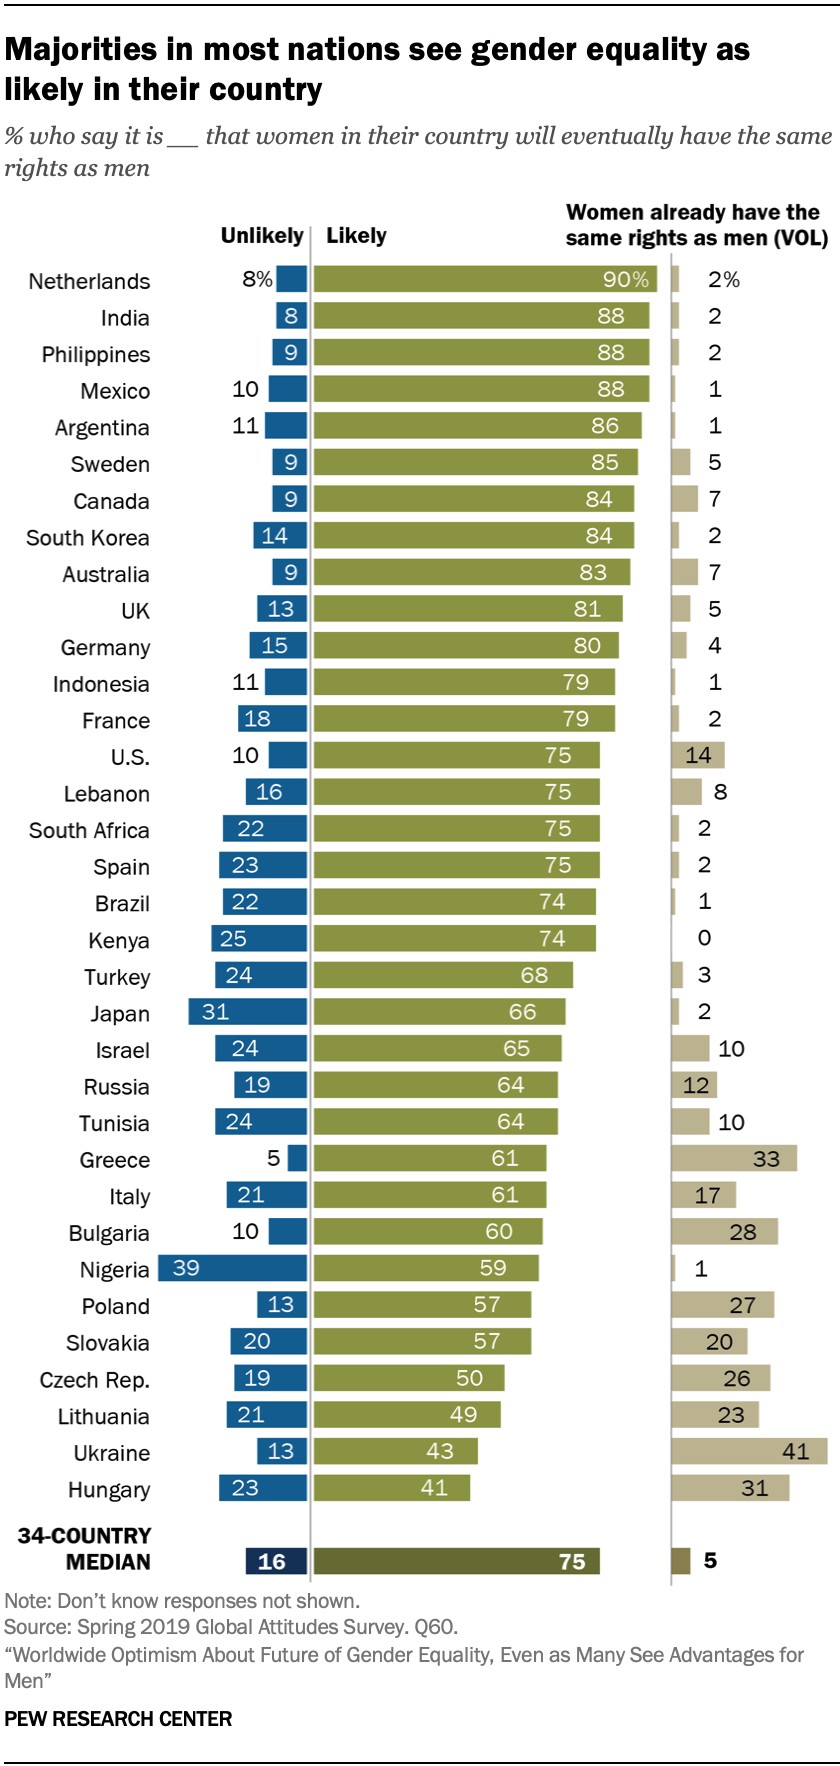 Majorities in most nations see gender equality as
likely in their country
% who say it is __ that women in their country will eventually have the same
rights as men
Women already have the
Unlikely Likely same rights as men (VOL)
Netherlands 8% 90% 2%
India 8 88 2
Philippines 9 88 2
Mexico 10 88 1
Argentina 11 86 1
Sweden 9 85 5
Canada 9 84 7
South Korea 14 84 2
Australia 9 83 7
UK 13 81 5
Germany 15 80 4
Indonesia 11 79 1
France 18 79 2
U.S. 10 75 14
Lebanon 16 75 8
South Africa 22 75 2
Spain 23 75 2
Brazil 22 74 1
Kenya 25 74 0
Turkey 24 68 3
Japan 31 66 2
Israel 24 65 10
Russia 19 64 12
Tunisia 24 64 10
Greece 5 61 33
Italy 21 61 17
Bulgaria 10 60 28
Nigeria 39 59 1
Poland 13 57 27
Slovakia 20 57 20
Czech Rep. 19 50 26
Lithuania 21 49 23
Ukraine 13 43 41
Hungary 23 41 31
34-COUNTRY
MEDIAN 16 75 5
Note: Don’t know responses not shown.
Source: Spring 2019 Global Attitudes Survey. Q60.
“Worldwide Optimism About Future of Gender Equality, Even as Many See Advantages for
Men”
PEW RESEARCH CENTER